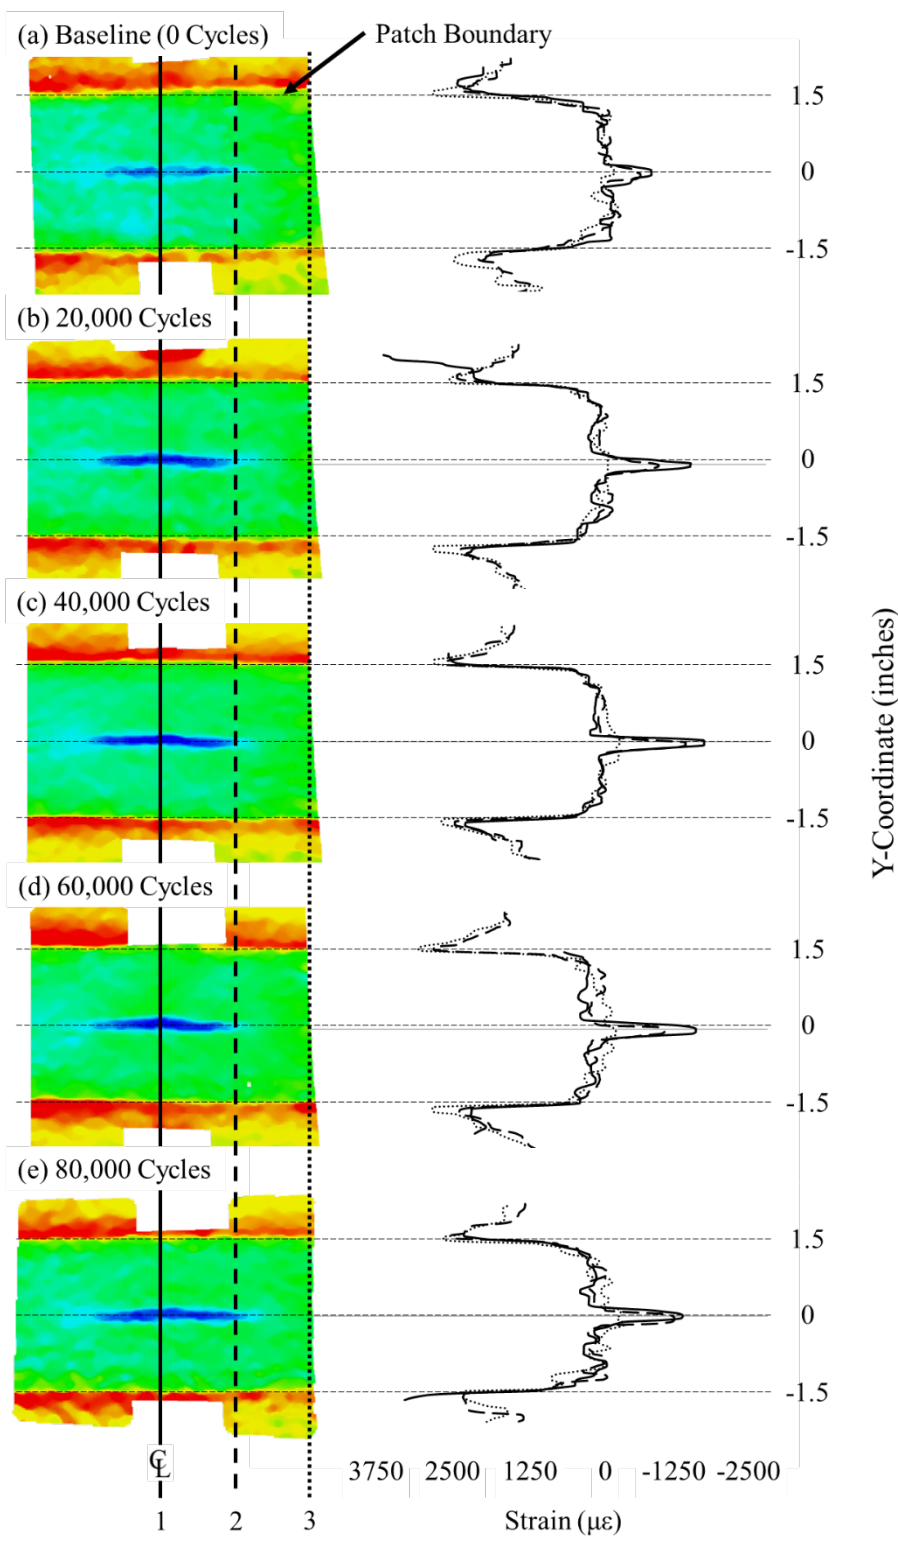 (a) Baseline (0 Cycles)
Patch Boundary
1.5
0
-1.5
(b) 20,000 Cycles
1.5
0
-1.5
(c) 40,000 Cycles
1.5
0
-1.5
Y-Coordinate (inches)
(d) 60,000 Cycles
1.5
0
-1.5
(e) 80,000 Cycles
1.5
0
-1.5
℄
3750 2500 1250 0 -1250 -2500
1 2 3
Strain (με)